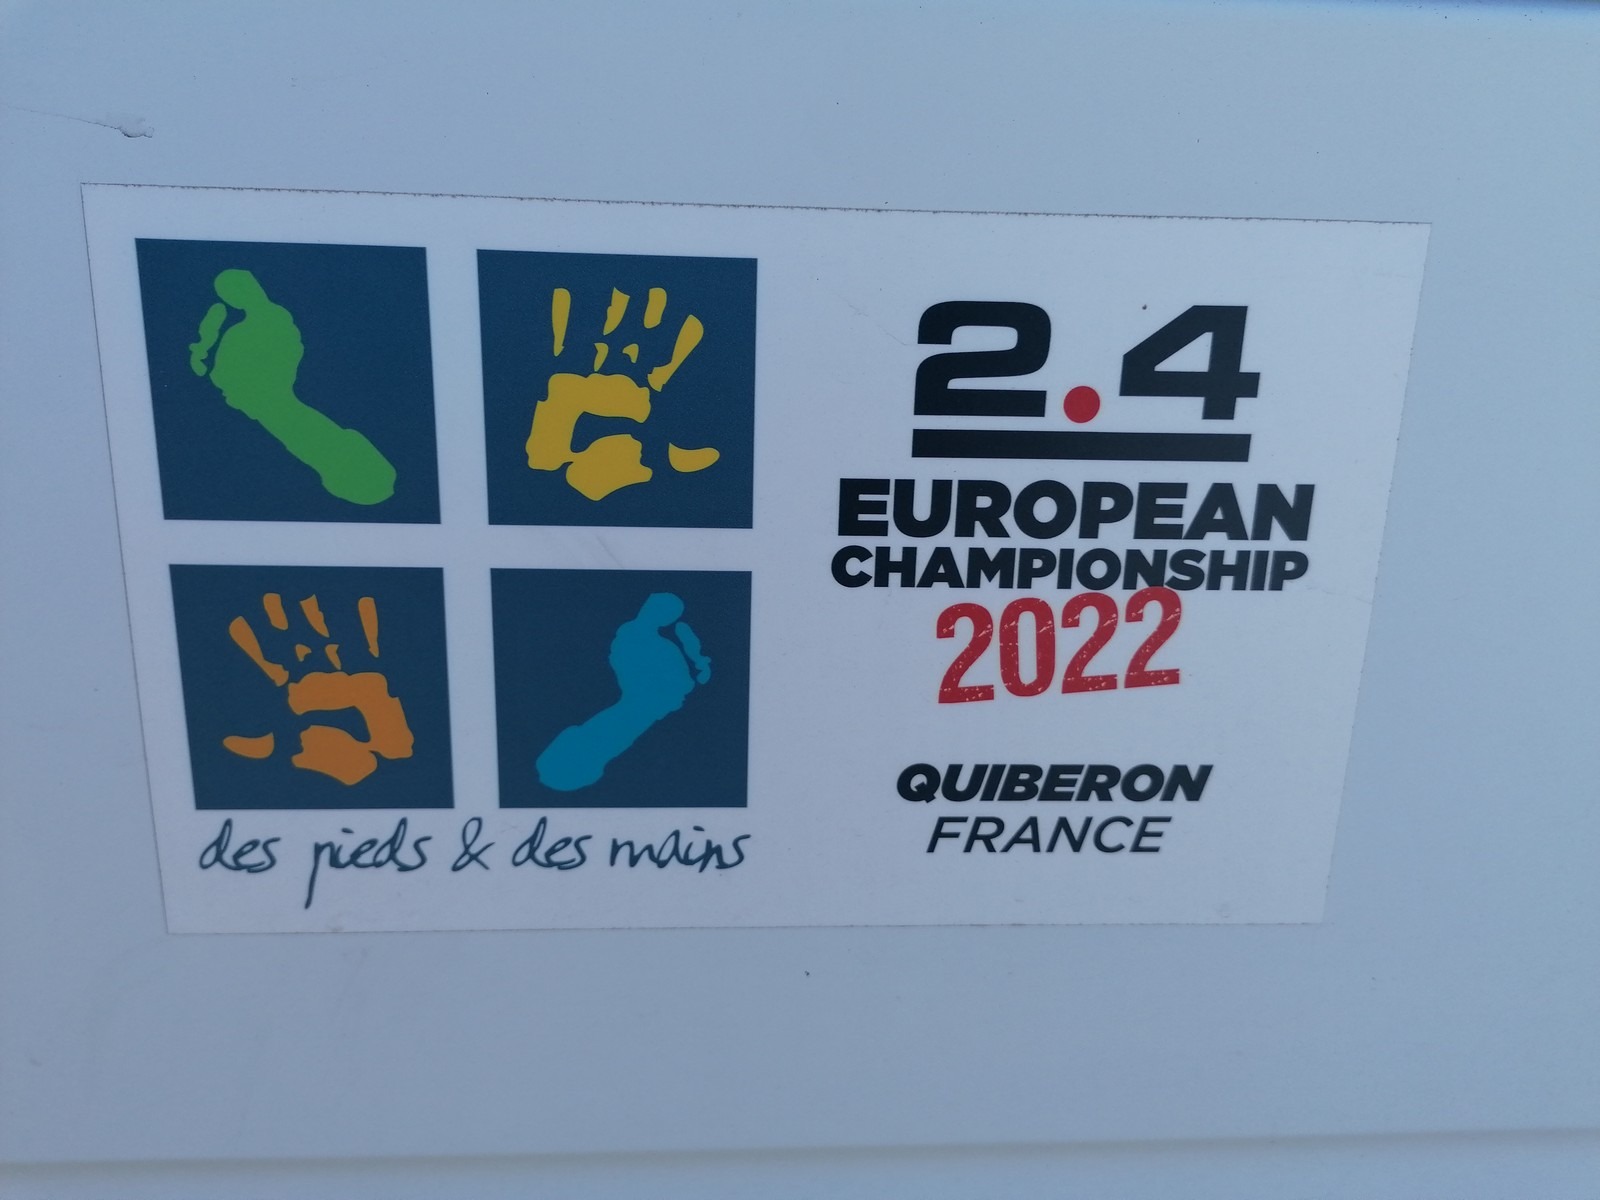 des pieds & des mains
2.4
EUROPEAN
CHAMPIONSHIP
2022
QUIBERON
FRANCE